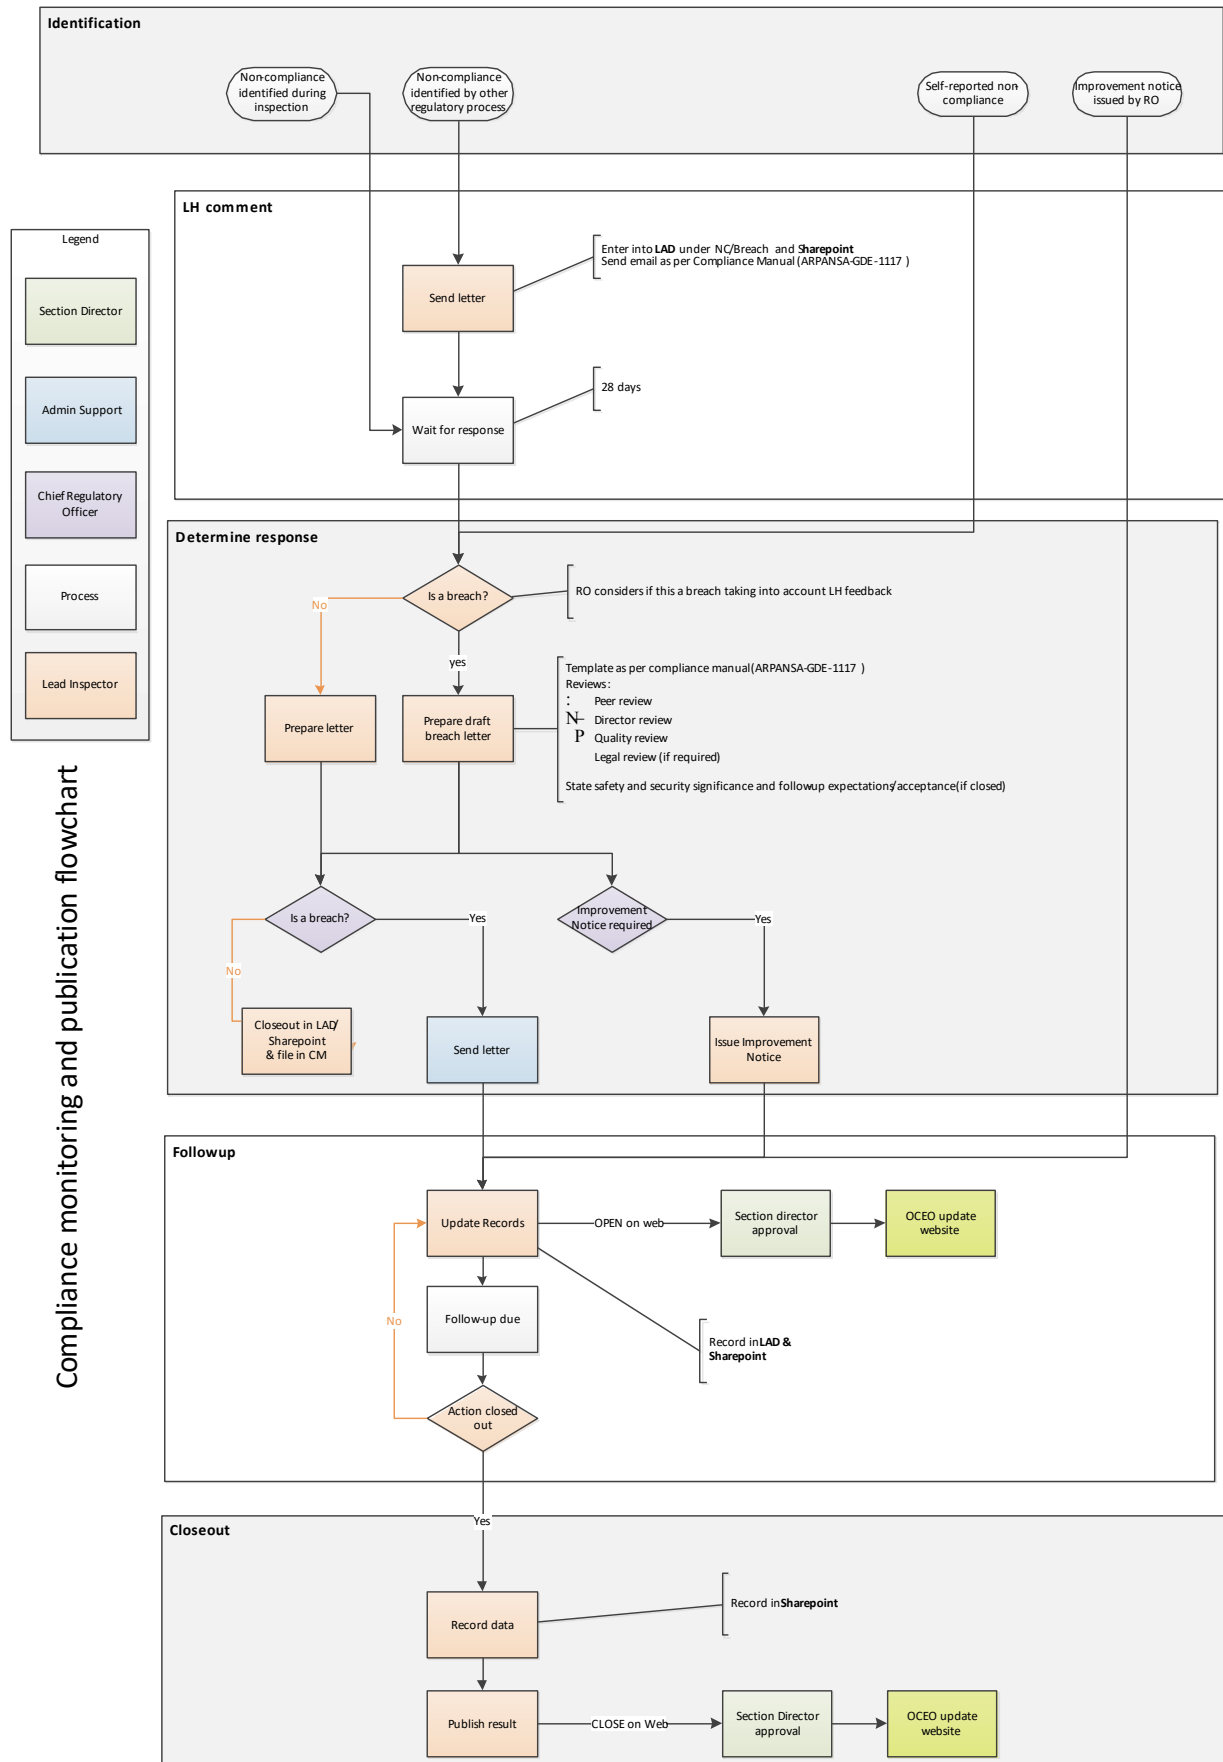 Identification
Non-compliance
identified during
inspection
Non-compliance
identified by other
regulatory process
Self-reported non-
compliance
Improvement notice
issued by RO
LH comment
Legend
Section Director
Admin Support
Chief Regulatory
Officer
Process
Lead Inspector
Compliance monitoring and publication flowchart
Send letter
Enter into LAD under NC/Breach and Sharepoint
Send email as per Compliance Manual (ARPANSA-GDE-1117 )
Wait for response
28 days
Determine response
Is a breach?
RO considers if this a breach taking into account LH feedback
No
yes
Prepare letter
Prepare draft
breach letter
Template as per compliance manual (ARPANSA-GDE-1117 )
Reviews:
: Peer review
N– Director review
P Quality review
Legal review (if required)
State safety and security significance and followup expectations/acceptance (if closed)
Is a breach?
Yes
Improvement
Notice required
Yes
No
Closeout in LAD/
Sharepoint
& file in CM
Send letter
Issue Improvement
Notice
Followup
Update Records
OPEN on web
Section director
approval
OCEO update
website
Follow-up due
No
Record in LAD &
Sharepoint
Action closed
out
Yes
Closeout
Record data
Record in Sharepoint
Publish result
CLOSE on Web
Section Director
approval
OCEO update
website